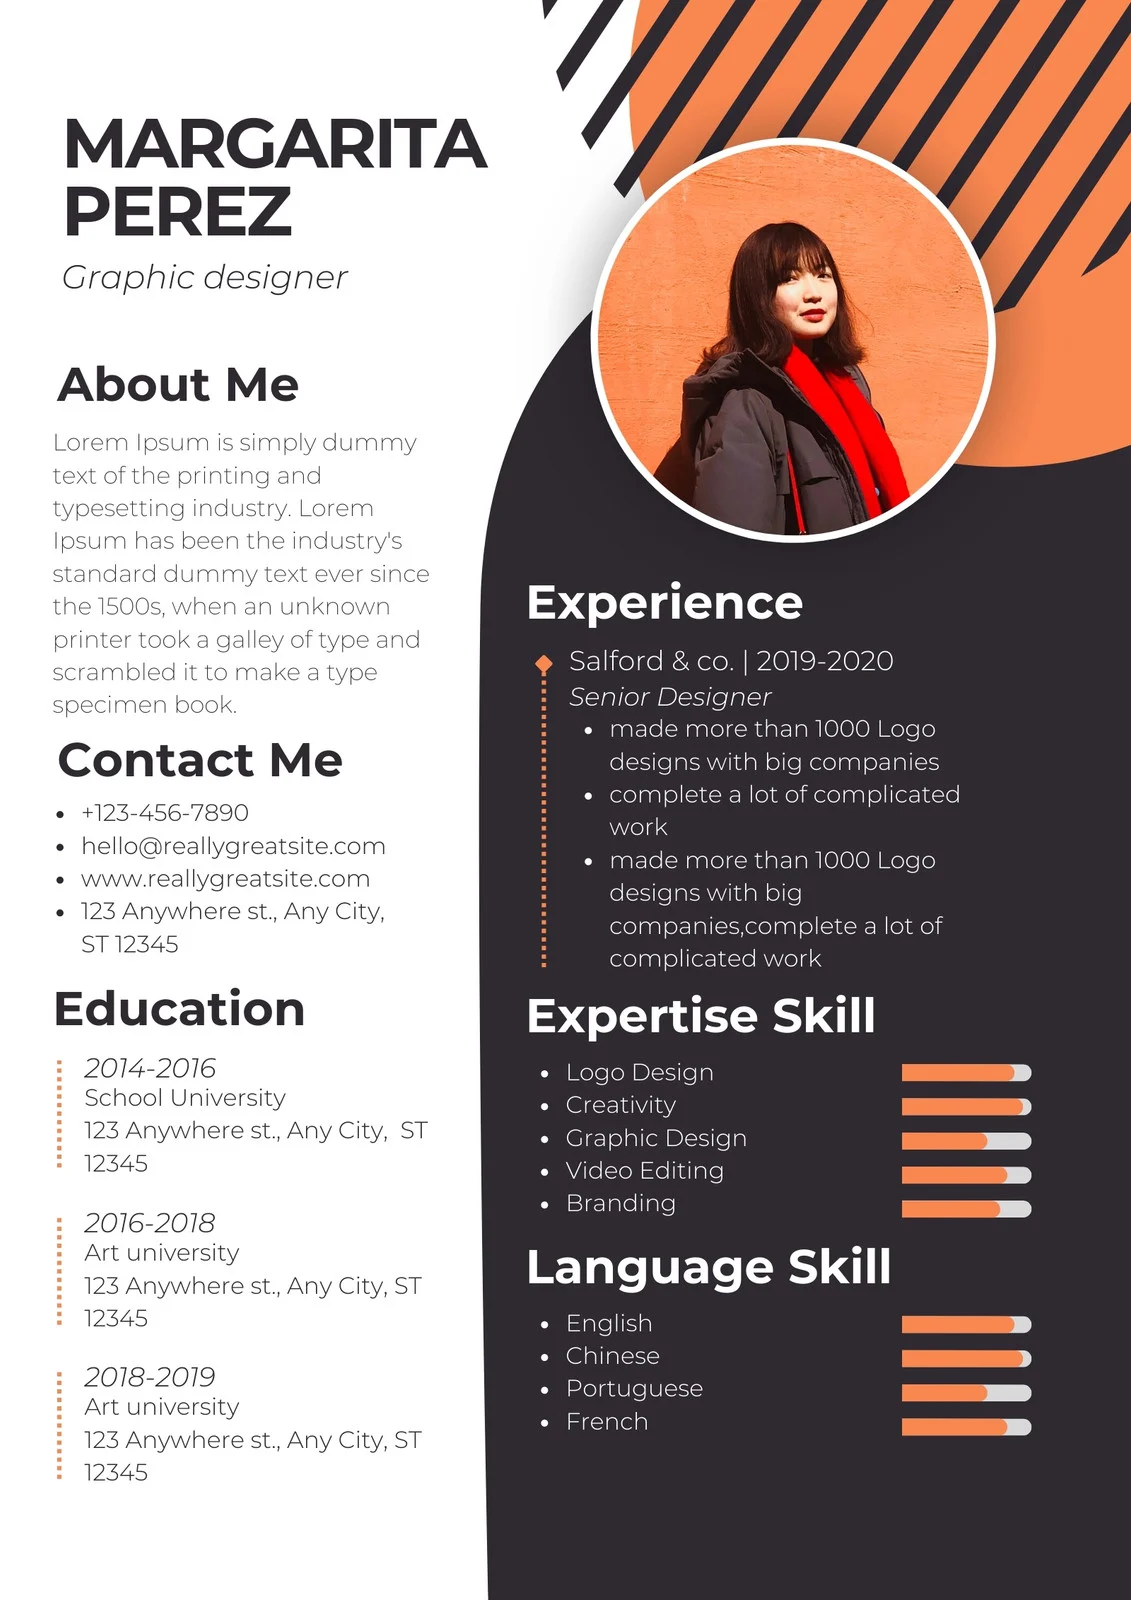 MARGARITA
PEREZ
Graphic designer
About Me
Lorem Ipsum is simply dummy
text of the printing and
typesetting industry. Lorem
Ipsum has been the industry's
standard dummy text ever since
the 1500s, when an unknown
printer took a galley of type and
scrambled it to make a type
specimen book.
Contact Me
• +123-456-7890
• hello@reallygreatsite.com
• www.reallygreatsite.com
• 123 Anywhere st., Any City,
ST 12345
Education
2014-2016
School University
123 Anywhere st., Any City,  ST
12345
2016-2018
Art university
123 Anywhere st., Any City, ST
12345
2018-2019
Art university
123 Anywhere st., Any City, ST
12345
Experience
Salford & co. | 2019-2020
Senior Designer
• made more than 1000 Logo
designs with big companies
• complete a lot of complicated
work
• made more than 1000 Logo
designs with big
companies,complete a lot of
complicated work
Expertise Skill
• Logo Design
• Creativity
• Graphic Design
• Video Editing
• Branding
Language Skill
• English
• Chinese
• Portuguese
• French